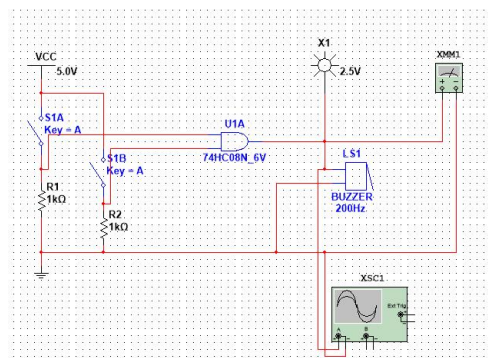 VCC
5.0V
X1
2.5V
XMM1
S1A
Key = A
U1A
74HC08N_6V
S1B
Key = A
LS1
BUZZER
200Hz
R1
1kΩ
R2
1kΩ
XSC1
Ext Trig
A
B